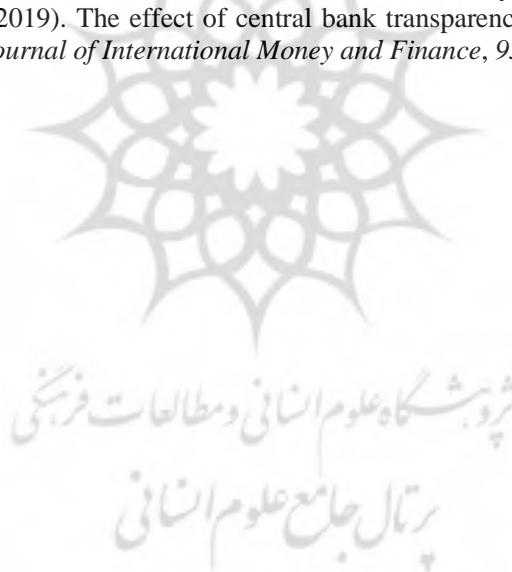 2019). The effect of central bank transparenc
ournal of International Money and Finance, 95
پژوهشگاه علوم انسانی و مطالعات فرهنگی
پرتال جامع علوم انسانی